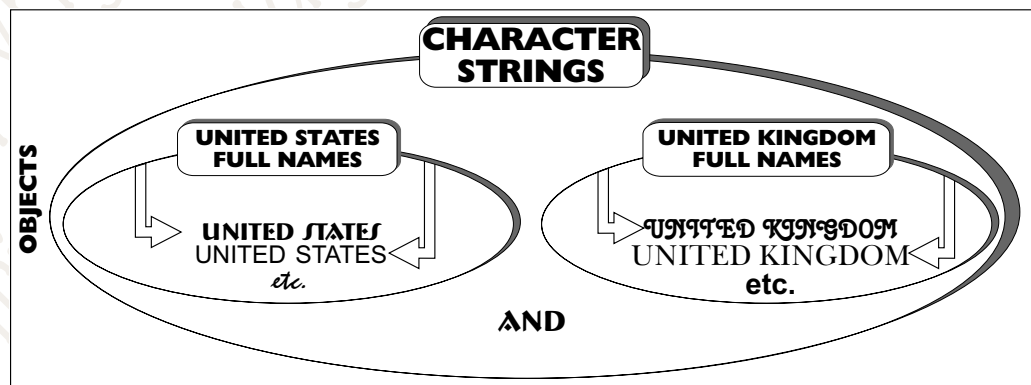 CHARACTER
STRINGS
OBJECTS
UNITED STATES
FULL NAMES
UNITED STATES
UNITED STATES
etc.
UNITED KINGDOM
FULL NAMES
UNITED KINGDOM
UNITED KINGDOM
etc.
AND